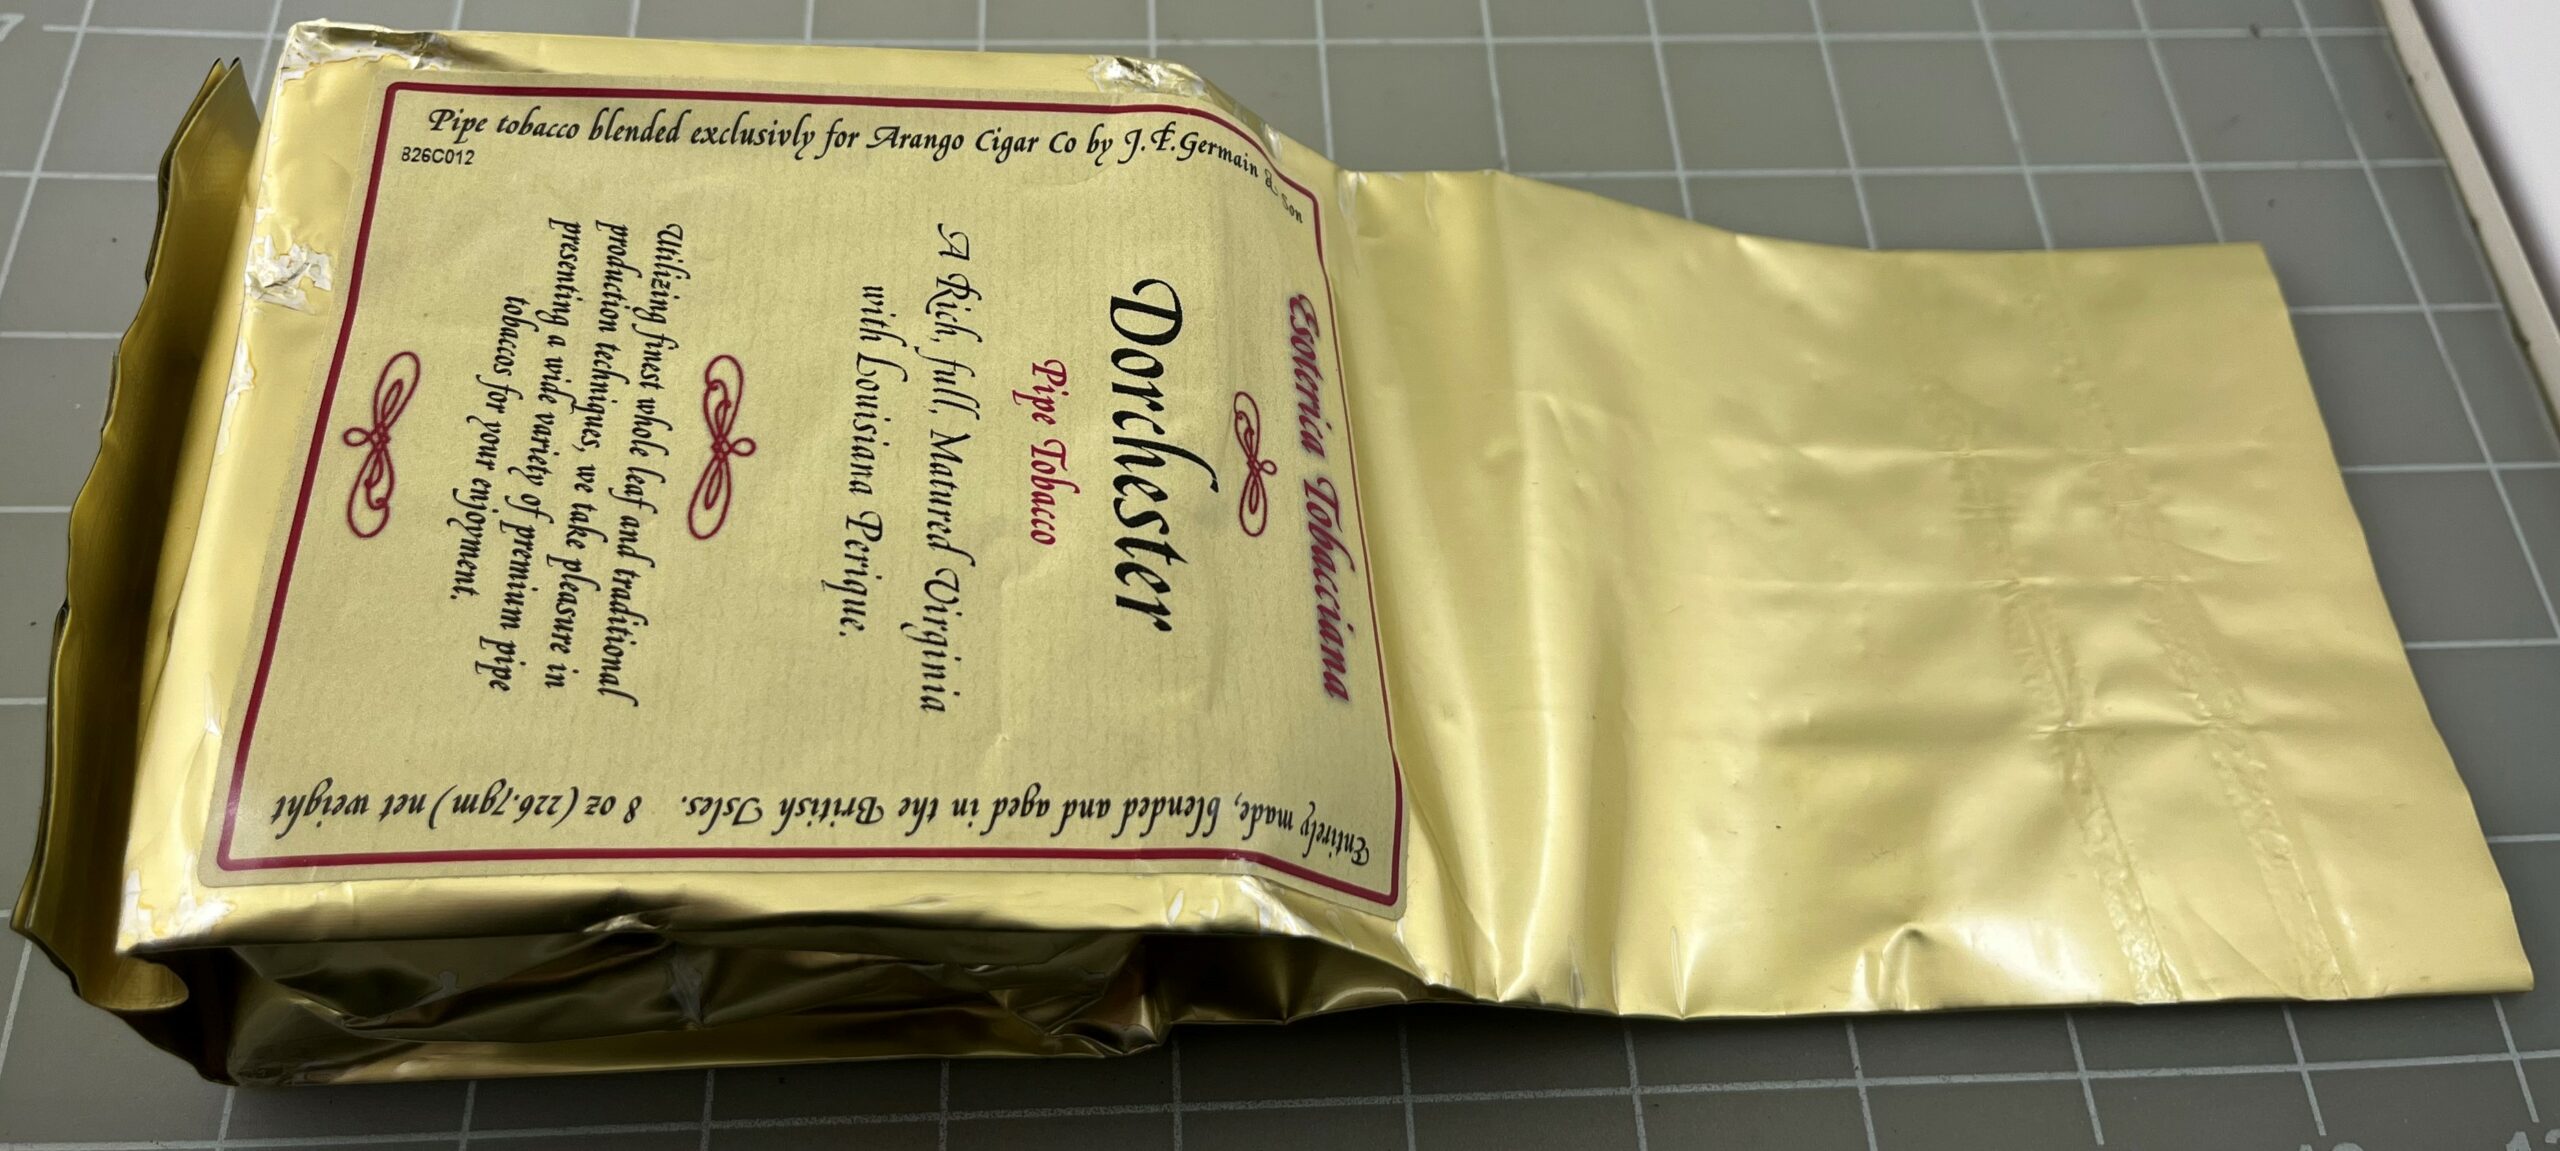 Esoterica Tobacciana
Dorchester
Pipe Tobacco
A Rich, full, Matured Virginia
with Louisiana Perique.
Utilizing finest whole leaf and traditional
production techniques, we take pleasure in
presenting a wide variety of premium pipe
tobaccos for your enjoyment.
Pipe tobacco blended exclusivly for Arango Cigar Co by J.F.Germain & Son
826C012
Entirely made, blended and aged in the British Isles. 8 oz (226.7gm) net weight